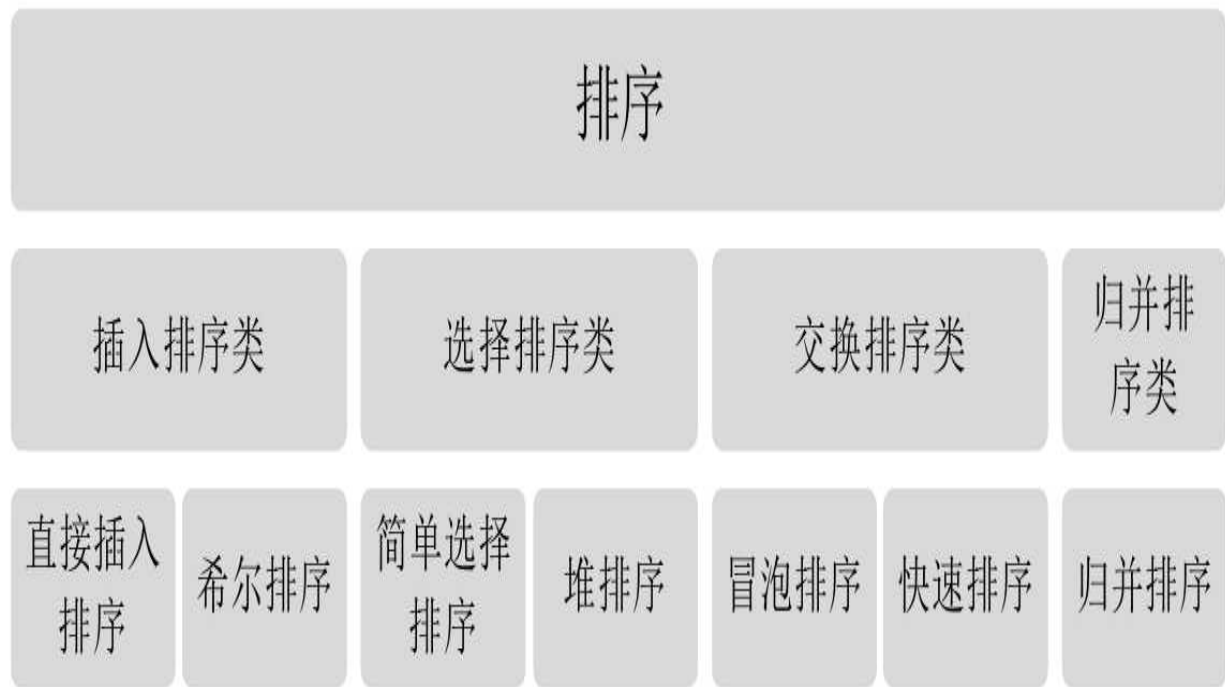 排序
插入排序类
选择排序类
交换排序类
归并排
序类
直接插入
排序
希尔排序
简单选择
排序
堆排序
冒泡排序
快速排序
归并排序